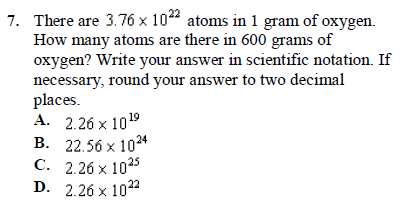 7. There are 3.76 × 10²² atoms in 1 gram of oxygen.
How many atoms are there in 600 grams of
oxygen? Write your answer in scientific notation. If
necessary, round your answer to two decimal
places.
A. 2.26 × 10¹⁹
B. 22.56 × 10²⁴
C. 2.26 × 10²⁵
D. 2.26 × 10²²